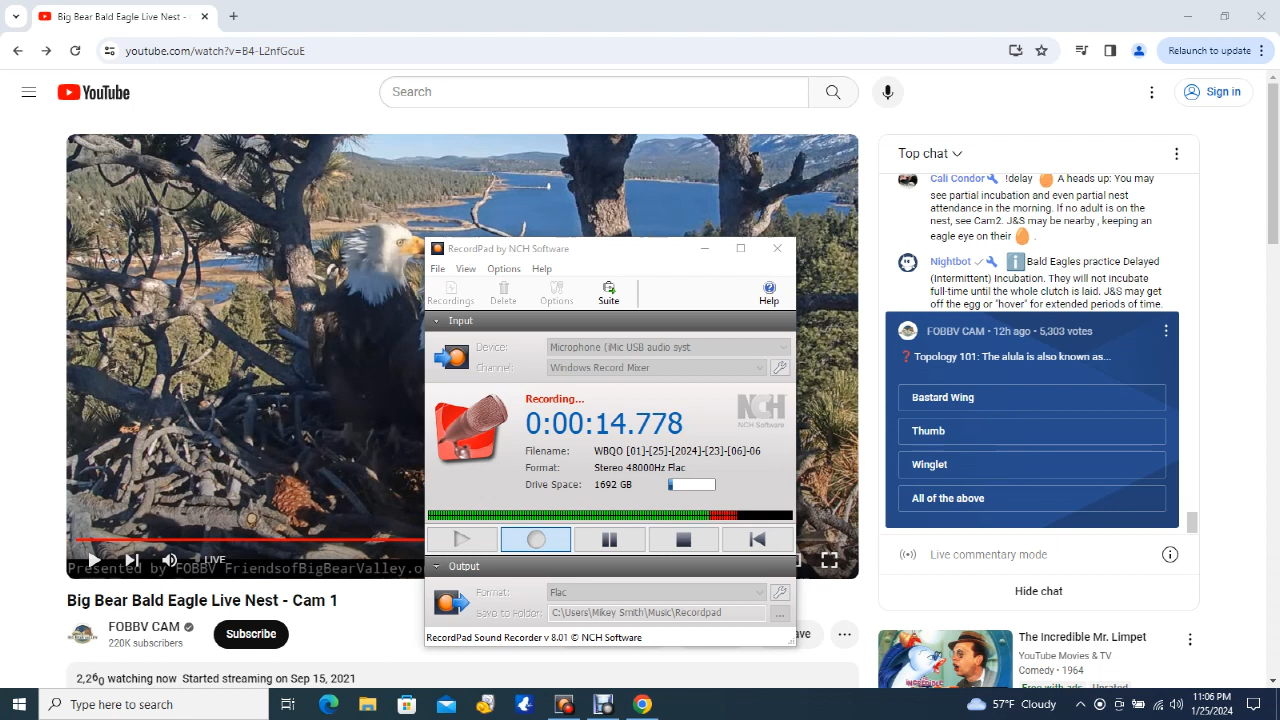 Big Bear Bald Eagle Live Nest -
youtube.com/watch?v=B4-L2nfGcuE
Relaunch to update
YouTube
Search
Sign in
Top chat
Cali Condor !delay A heads up: You may
see partial incubation and even partial nest
attendance in the morning. If no adult is on the
nest, see Cam2. J&S may be nearby , keeping an
eagle eye on their .
Nightbot Bald Eagles practice Delayed
(Intermittent) Incubation. They will not incubate
full-time until the whole clutch is laid. J&S may get
off the egg or "hover" for extended periods of time.
FOBBV CAM • 12h ago • 5,303 votes
❓Topology 101: The alula is also known as...
Bastard Wing
Thumb
Winglet
All of the above
Live commentary mode
Hide chat
RecordPad by NCH Software
File View Options Help
Recordings Delete Options Suite Help
Input
Device: Microphone (iMic USB audio syst
Channel: Windows Record Mixer
Recording...
0:00:14.778
NCH Software
Filename: WBQO [01]-[25]-[2024]-[23]-[06]-06
Format: Stereo 48000Hz Flac
Drive Space: 1692 GB
Output
Format: Flac
Save to Folder: C:\Users\Mikey Smith\Music\Recordpad
...
RecordPad Sound Recorder v 8.01 © NCH Software
LIVE
Presented by FOBBV FriendsofBigBearValley.o
Big Bear Bald Eagle Live Nest - Cam 1
FOBBV CAM
220K subscribers
Subscribe
ave
2,260 watching now Started streaming on Sep 15, 2021
The Incredible Mr. Limpet
YouTube Movies & TV
Comedy • 1964
Free with ads Unrated
Type here to search
57°F Cloudy
11:06 PM
1/25/2024